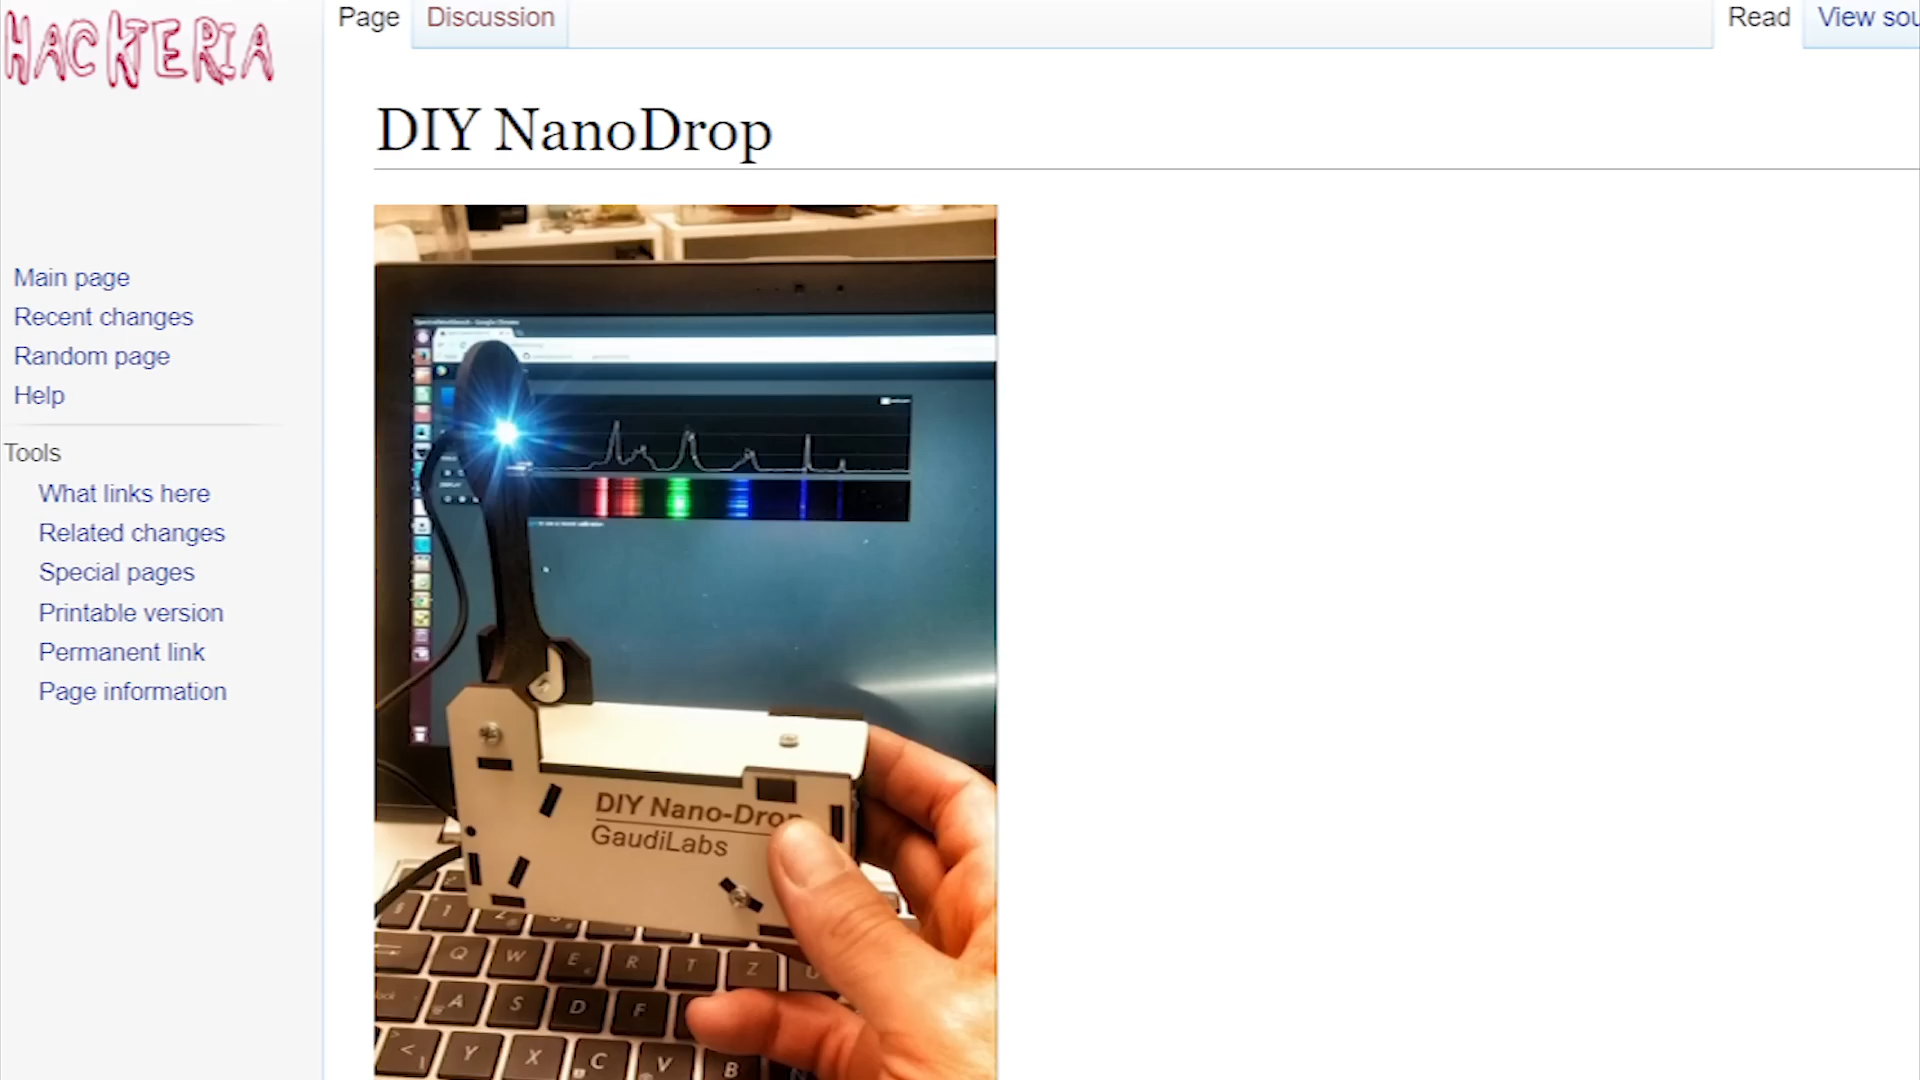 HACKTERIA
Page
Discussion
Read
View sou
DIY NanoDrop
Main page
Recent changes
Random page
Help
Tools
What links here
Related changes
Special pages
Printable version
Permanent link
Page information
DIY Nano-Drop
GaudiLabs
Q W E R T Z U
A S D F
< Y X C V B N